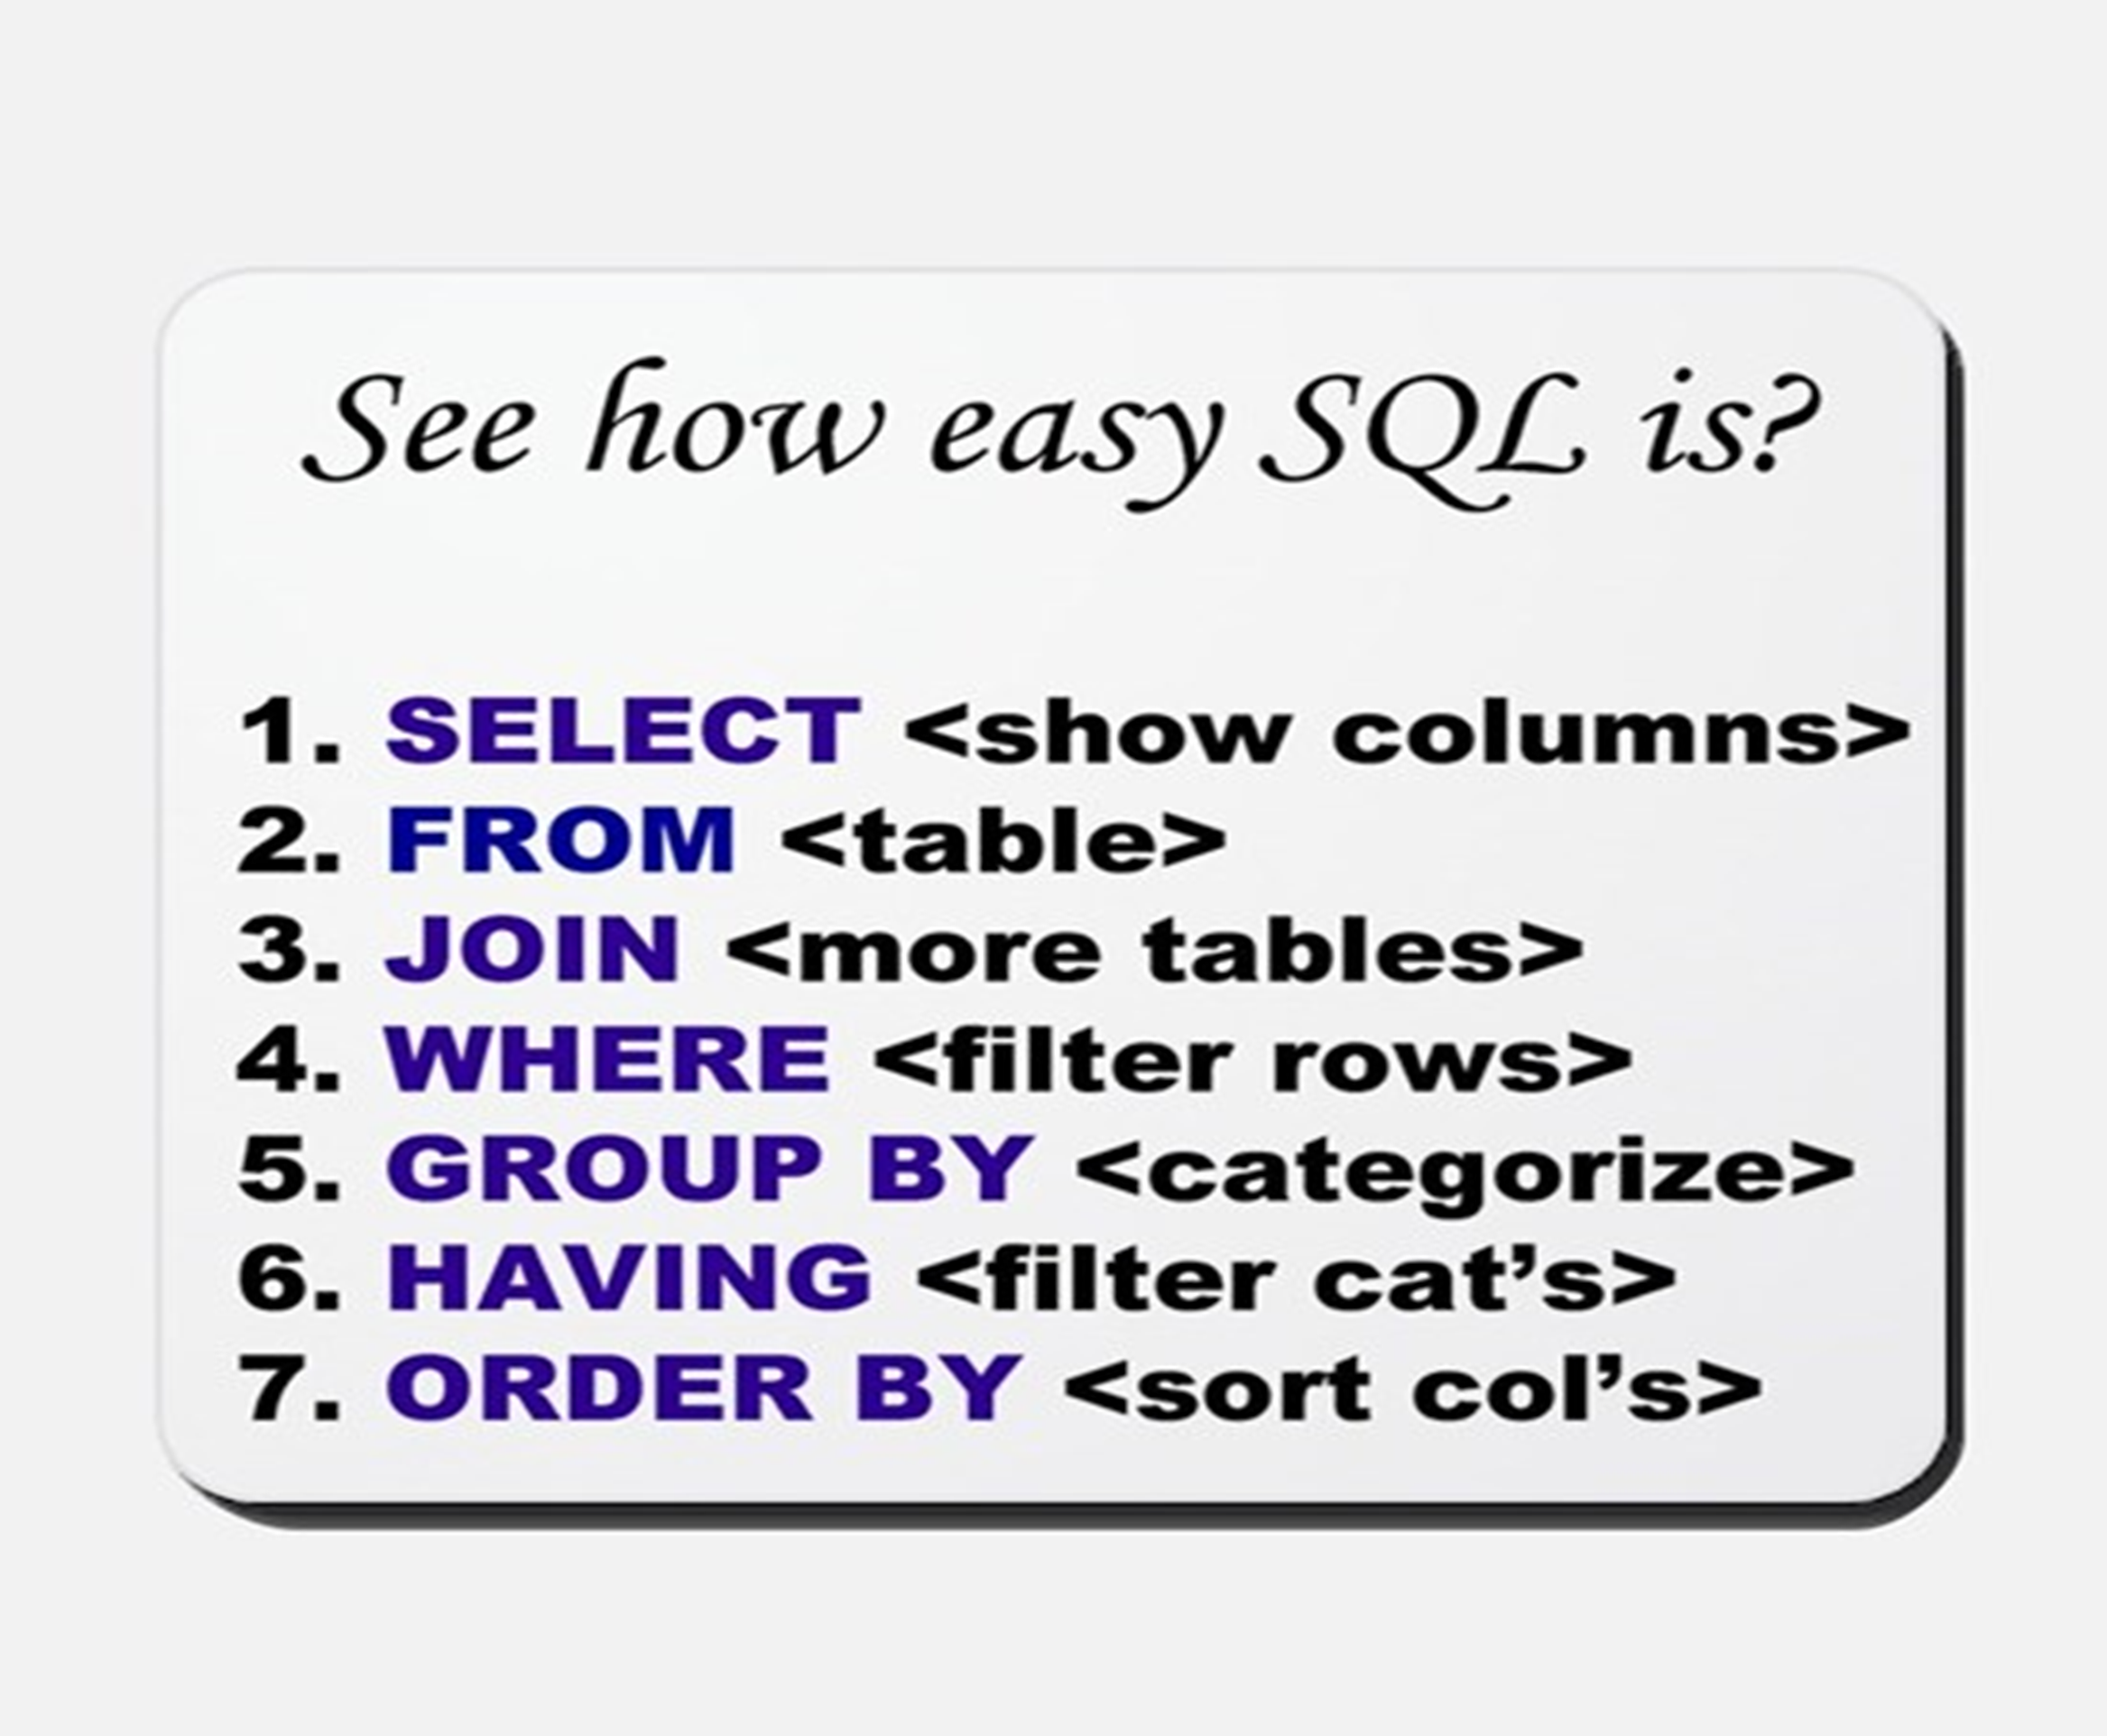 See how easy SQL is?
1. SELECT <show columns>
2. FROM <table>
3. JOIN <more tables>
4. WHERE <filter rows>
5. GROUP BY <categorize>
6. HAVING <filter cat’s>
7. ORDER BY <sort col’s>